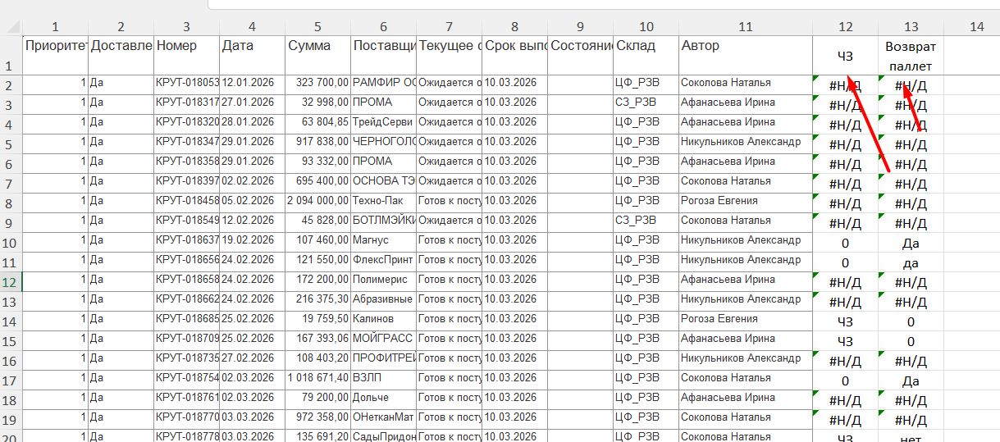 1 2 3 4 5 6 7 8 9 10 11 12 13 14
1 Приоритет Доставле Номер Дата Сумма Поставщи Текущее с Срок выпо Состояние Склад Автор ЧЗ Возврат паллет
2 1 Да КРУТ-018053 12.01.2026 323 700,00 РАМФИР ОС Ожидается о 10.03.2026 ЦФ_РЗВ Соколова Наталья #Н/Д #Н/Д
3 1 Да КРУТ-018317 27.01.2026 32 998,00 ПРОМА Ожидается о 10.03.2026 СЗ_РЗВ Афанасьева Ирина #Н/Д #Н/Д
4 1 Да КРУТ-018320 28.01.2026 63 804,85 ТрейдСерви Ожидается о 10.03.2026 ЦФ_РЗВ Афанасьева Ирина #Н/Д #Н/Д
5 1 Да КРУТ-018347 29.01.2026 917 838,00 ЧЕРНОГОЛО Ожидается о 10.03.2026 ЦФ_РЗВ Никульников Александр #Н/Д #Н/Д
6 1 Да КРУТ-018358 29.01.2026 93 332,00 ПРОМА Ожидается о 10.03.2026 ЦФ_РЗВ Афанасьева Ирина #Н/Д #Н/Д
7 1 Да КРУТ-018397 02.02.2026 695 400,00 ОСНОВА ТЭ Ожидается о 10.03.2026 ЦФ_РЗВ Соколова Наталья #Н/Д #Н/Д
8 1 Да КРУТ-018458 05.02.2026 2 094 000,00 Техно-Пак Готов к посту 10.03.2026 ЦФ_РЗВ Рогоза Евгения #Н/Д #Н/Д
9 1 Да КРУТ-018549 12.02.2026 45 828,00 БОТЛМЭЙКИ Ожидается о 10.03.2026 СЗ_РЗВ Соколова Наталья #Н/Д #Н/Д
10 1 Да КРУТ-018637 19.02.2026 107 460,00 Магнус Готов к посту 10.03.2026 ЦФ_РЗВ Никульников Александр 0 Да
11 1 Да КРУТ-018656 24.02.2026 121 550,00 ФлексПринт Готов к посту 10.03.2026 ЦФ_РЗВ Никульников Александр 0 да
12 1 Да КРУТ-018658 24.02.2026 172 200,00 Полимерис Готов к посту 10.03.2026 ЦФ_РЗВ Афанасьева Ирина #Н/Д #Н/Д
13 1 Да КРУТ-018662 24.02.2026 216 375,30 Абразивные Готов к посту 10.03.2026 ЦФ_РЗВ Никульников Александр #Н/Д #Н/Д
14 1 Да КРУТ-018685 25.02.2026 19 759,50 Калинов Готов к посту 10.03.2026 ЦФ_РЗВ Рогоза Евгения ЧЗ 0
15 1 Да КРУТ-018709 25.02.2026 167 393,06 МОЙГРАСС Готов к посту 10.03.2026 ЦФ_РЗВ Афанасьева Ирина ЧЗ 0
16 1 Да КРУТ-018735 27.02.2026 108 403,20 ПРОФИТРЕЙ Готов к посту 10.03.2026 ЦФ_РЗВ Никульников Александр #Н/Д #Н/Д
17 1 Да КРУТ-018754 02.03.2026 1 018 671,40 ВЗЛП Готов к посту 10.03.2026 ЦФ_РЗВ Соколова Наталья 0 Да
18 1 Да КРУТ-018761 02.03.2026 79 200,00 Дольче Готов к посту 10.03.2026 ЦФ_РЗВ Афанасьева Ирина #Н/Д #Н/Д
19 1 Да КРУТ-018770 03.03.2026 972 358,00 ОНетканМат Готов к посту 10.03.2026 ЦФ_РЗВ Соколова Наталья #Н/Д #Н/Д
20 1 Да КРУТ-018778 03.03.2026 135 691,20 СадыПридон Готов к посту 10.03.2026 ЦФ_РЗВ Соколова Наталья ЧЗ нет